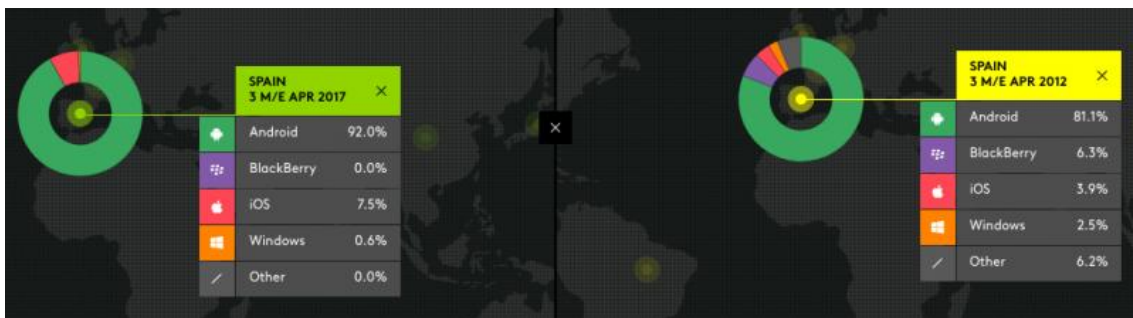 SPAIN
3 M/E APR 2017
Android 92.0%
BlackBerry 0.0%
iOS 7.5%
Windows 0.6%
Other 0.0%
SPAIN
3 M/E APR 2012
Android 81.1%
BlackBerry 6.3%
iOS 3.9%
Windows 2.5%
Other 6.2%